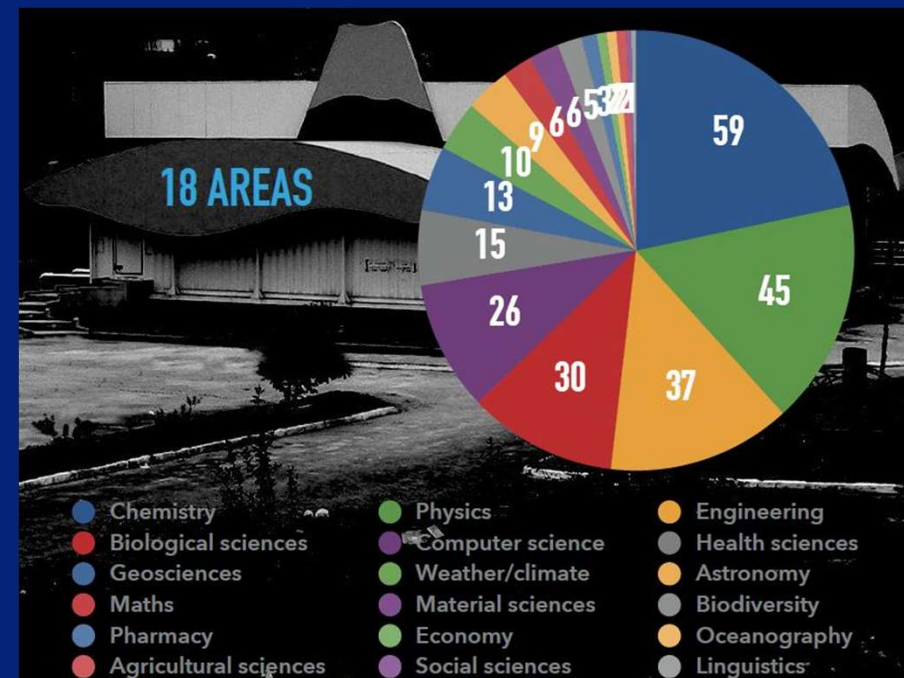 18 AREAS
59
45
37
30
26
15
13
10
9
6
6
5
3
Chemistry Physics Engineering
Biological sciences Computer science Health sciences
Geosciences Weather/climate Astronomy
Maths Material sciences Biodiversity
Pharmacy Economy Oceanography
Agricultural sciences Social sciences Linguistics